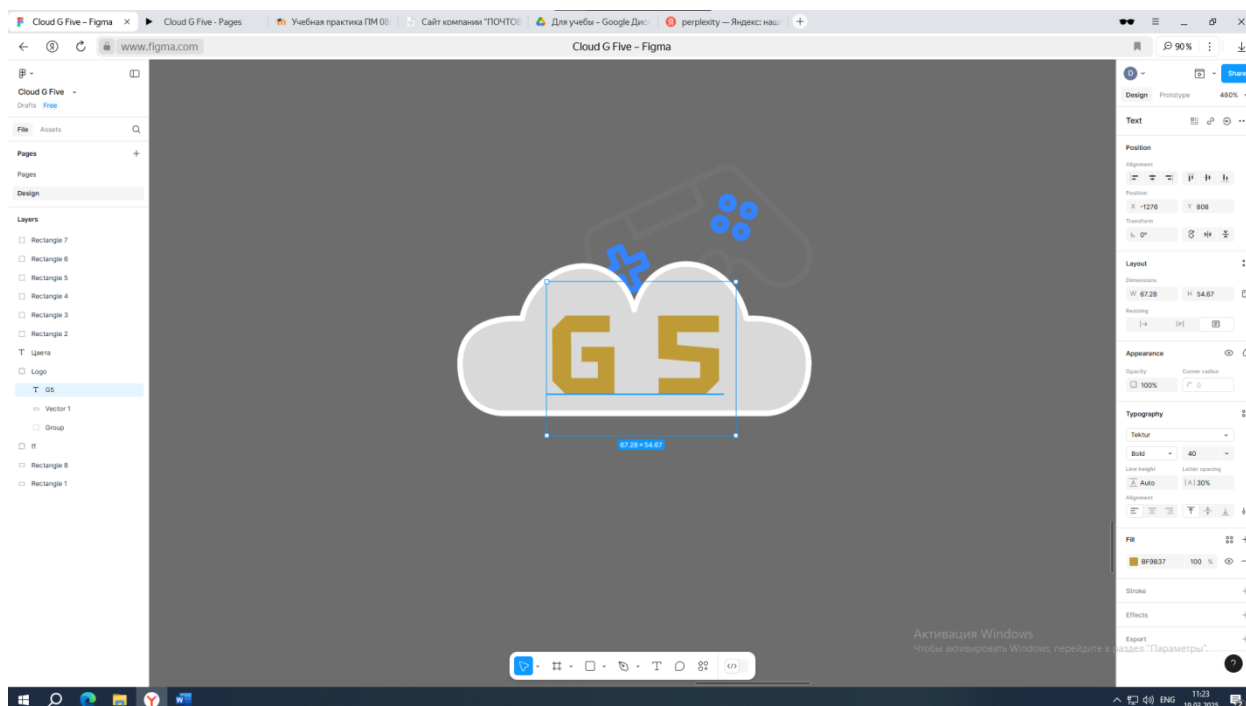 Cloud G Five – Figma
Cloud G Five - Pages
Учебная практика ПМ 08.
Сайт компании "ПОЧТОВ
Для учебы – Google Дис
perplexity — Яндекс: наш
www.figma.com
Cloud G Five – Figma
90 %
Cloud G Five
Drafts Free
File Assets
Pages
Pages
Design
Layers
Rectangle 7
Rectangle 6
Rectangle 5
Rectangle 4
Rectangle 3
Rectangle 2
Цвета
Logo
G5
Vector 1
Group
ff
Rectangle 8
Rectangle 1
G 5
67.28 × 54.67
D
Share
Design Prototype 480%
Text
Position
Alignment
Position
X -1276 Y 808
Transform
0°
Layout
Dimensions
W 67.28 H 54.67
Resizing
Appearance
Opacity Corner radius
100% 0
Typography
Tektur
Bold 40
Line height Letter spacing
Auto |A| 30%
Alignment
Fill
BF9B37 100 %
Stroke
Effects
Export
Активация Windows
Чтобы активировать Windows, перейдите в раздел "Параметры".
ENG
11:23
19.03.2025